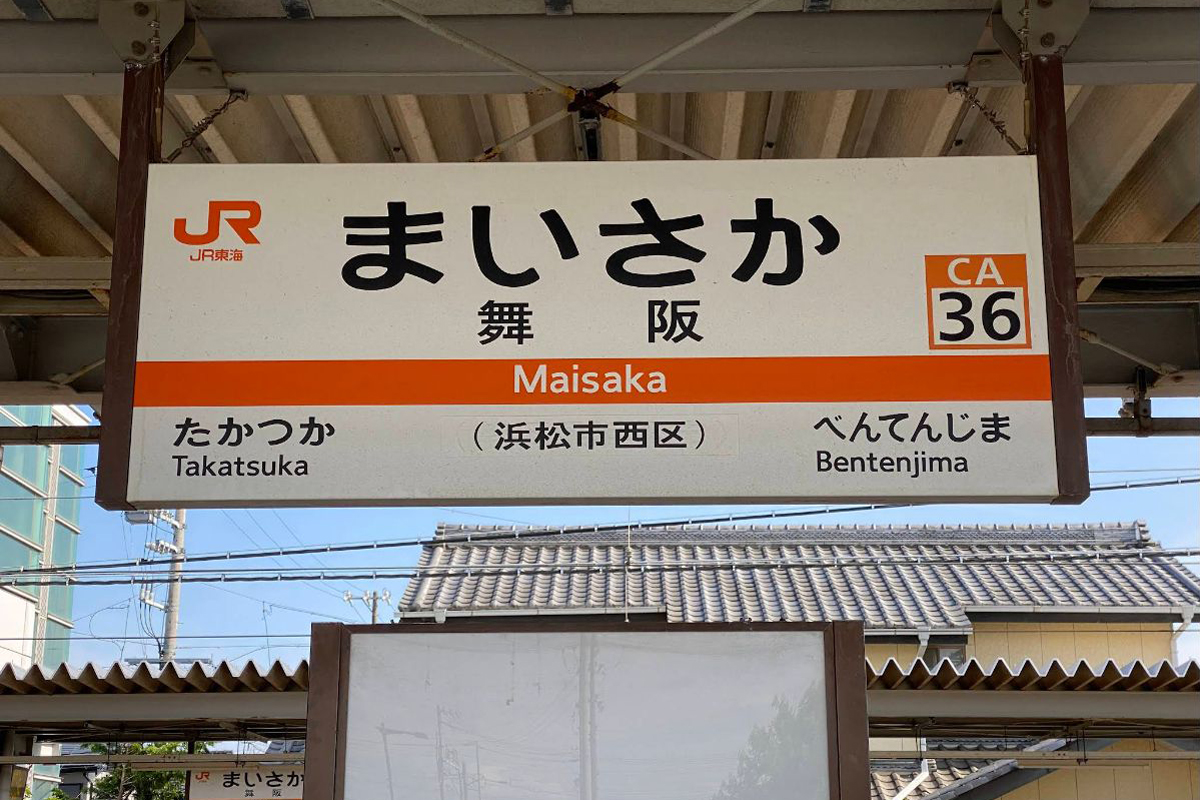 JR
JR東海
まいさか
舞阪
CA
36
Maisaka
たかつか
Takatsuka
(浜松市西区)
べんてんじま
Bentenjima
JR
まいさか
舞阪